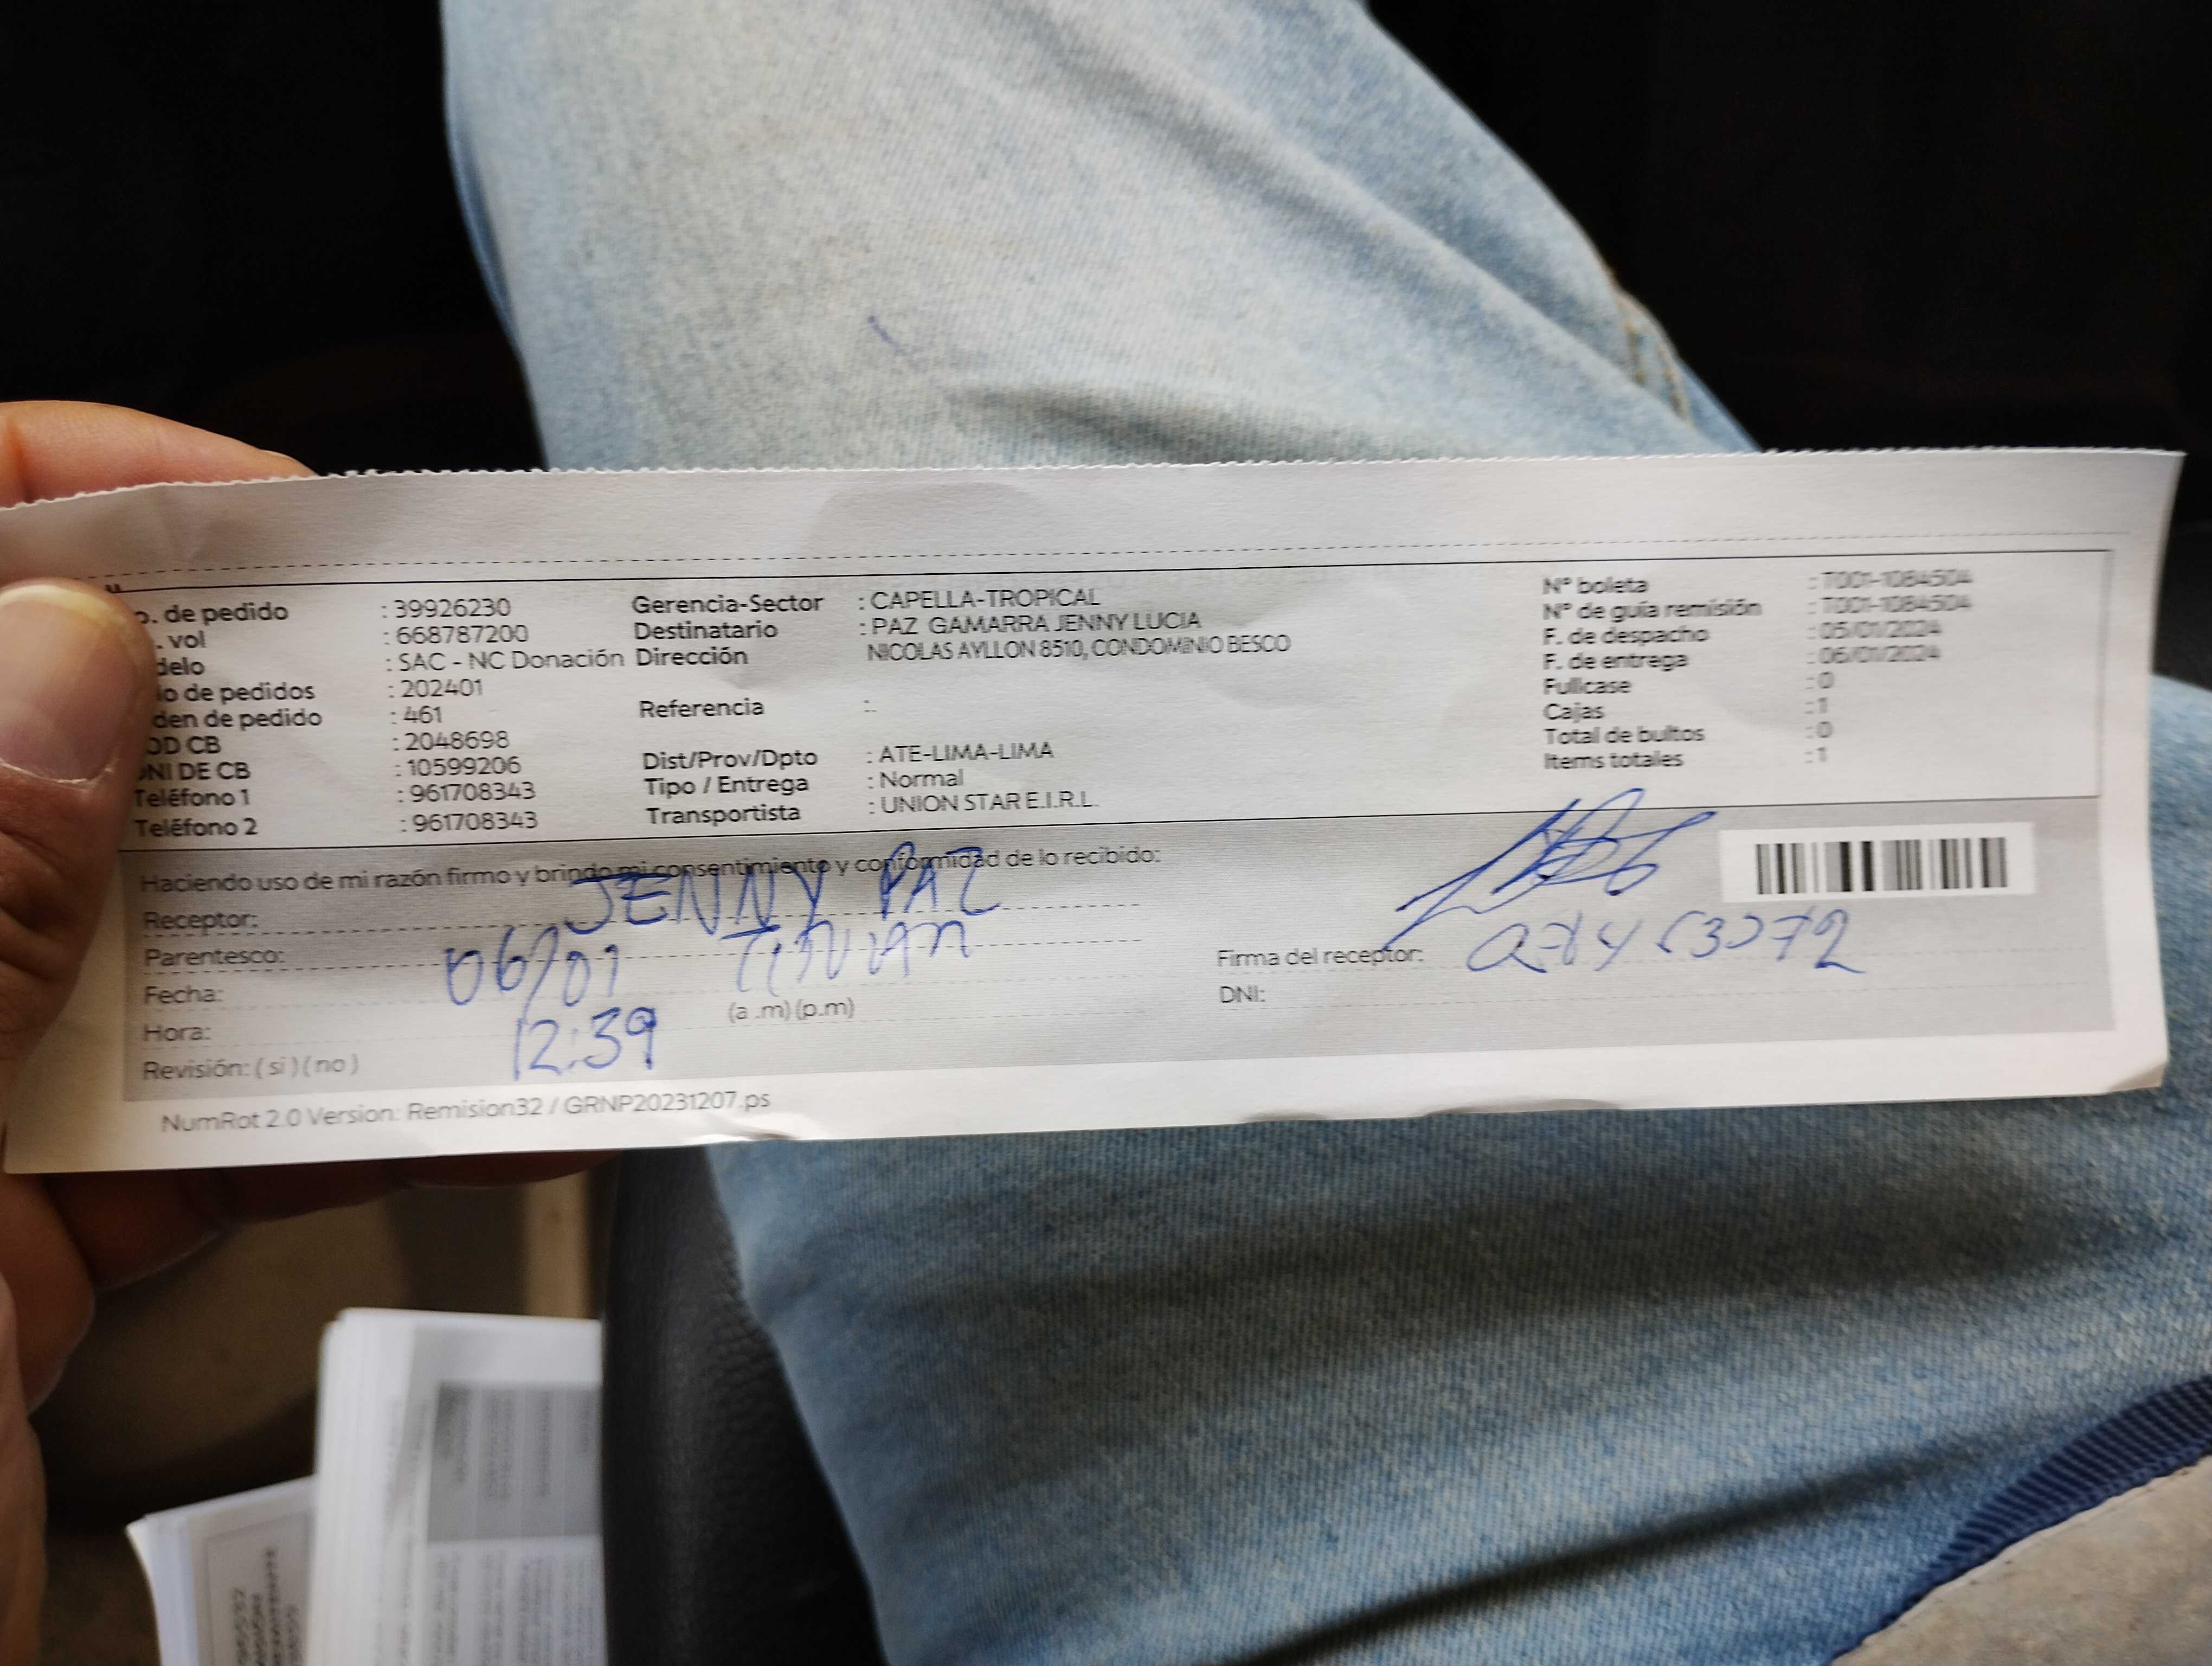 o. de pedido : 39926230
. vol : 668787200
delo : SAC - NC Donación
io de pedidos : 202401
den de pedido : 461
OD CB : 2048698
DNI DE CB : 10599206
Teléfono 1 : 961708343
Teléfono 2 : 961708343
Gerencia-Sector : CAPELLA-TROPICAL
Destinatario : PAZ GAMARRA JENNY LUCIA
Dirección NICOLAS AYLLON 8510, CONDOMINIO BESCO
Referencia :.
Dist/Prov/Dpto : ATE-LIMA-LIMA
Tipo / Entrega : Normal
Transportista : UNION STAR E.I.R.L.
N° boleta : T001-1084504
N° de guía remisión : T001-1084504
F. de despacho : 05/01/2024
F. de entrega : 06/01/2024
Fullcase : 0
Cajas : 1
Total de bultos : 0
Items totales : 1
Haciendo uso de mi razón firmo y brindo mi consentimiento y conformidad de lo recibido:
Receptor: JENNY PAZ
Parentesco:
Fecha: 06/01
Hora: 12:39 (a .m) (p.m)
Revisión: ( si ) ( no )
Firma del receptor:
DNI:
NumRot 2.0 Version: Remision32 / GRNP20231207.ps